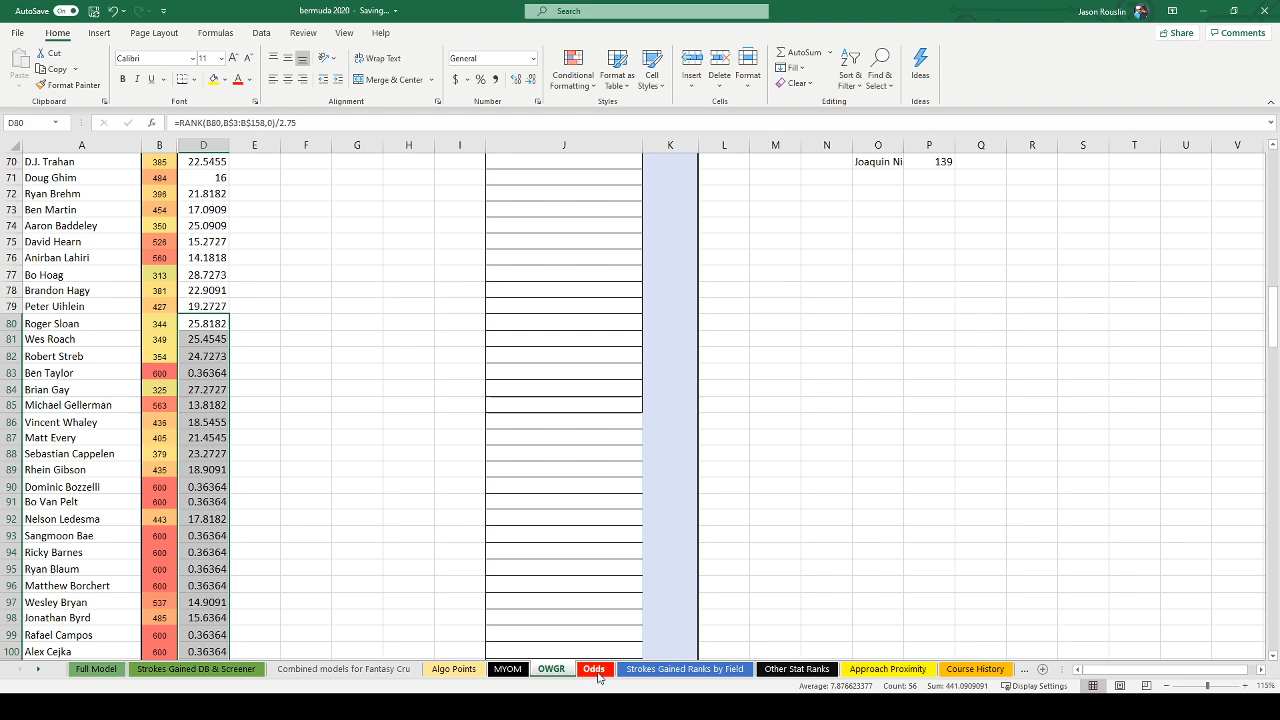 AutoSave On bermuda 2020 - Saving... Search Jason Rouslin
File Home Insert Page Layout Formulas Data Review View Help Share Comments
Paste Cut Copy Format Painter Clipboard
Calibri 11 B I U Font
Wrap Text Merge & Center Alignment
General $ % Number
Conditional Formatting Format as Table Cell Styles Styles
Insert Delete Format Cells
AutoSum Fill Clear Sort & Filter Find & Select Editing
Ideas Ideas
D80 fx =RANK(B80,B$3:B$158,0)/2.75
A B D E F G H I J K L M N O P Q R S T U V
70 D.J. Trahan 385 22.5455 Joaquin Ni 139
71 Doug Ghim 484 16
72 Ryan Brehm 396 21.8182
73 Ben Martin 454 17.0909
74 Aaron Baddeley 350 25.0909
75 David Hearn 526 15.2727
76 Anirban Lahiri 560 14.1818
77 Bo Hoag 313 28.7273
78 Brandon Hagy 381 22.9091
79 Peter Uihlein 427 19.2727
80 Roger Sloan 344 25.8182
81 Wes Roach 349 25.4545
82 Robert Streb 354 24.7273
83 Ben Taylor 600 0.36364
84 Brian Gay 325 27.2727
85 Michael Gellerman 563 13.8182
86 Vincent Whaley 436 18.5455
87 Matt Every 405 21.4545
88 Sebastian Cappelen 379 23.2727
89 Rhein Gibson 435 18.9091
90 Dominic Bozzelli 600 0.36364
91 Bo Van Pelt 600 0.36364
92 Nelson Ledesma 443 17.8182
93 Sangmoon Bae 600 0.36364
94 Ricky Barnes 600 0.36364
95 Ryan Blaum 600 0.36364
96 Matthew Borchert 600 0.36364
97 Wesley Bryan 537 14.9091
98 Jonathan Byrd 485 15.6364
99 Rafael Campos 600 0.36364
100 Alex Cejka 600 0.36364
Full Model Strokes Gained DB & Screener Combined models for Fantasy Cru Algo Points MYOM OWGR Odds Strokes Gained Ranks by Field Other Stat Ranks Approach Proximity Course History ...
Average: 7.876623377 Count: 56 Sum: 441.0909091 Display Settings 115%